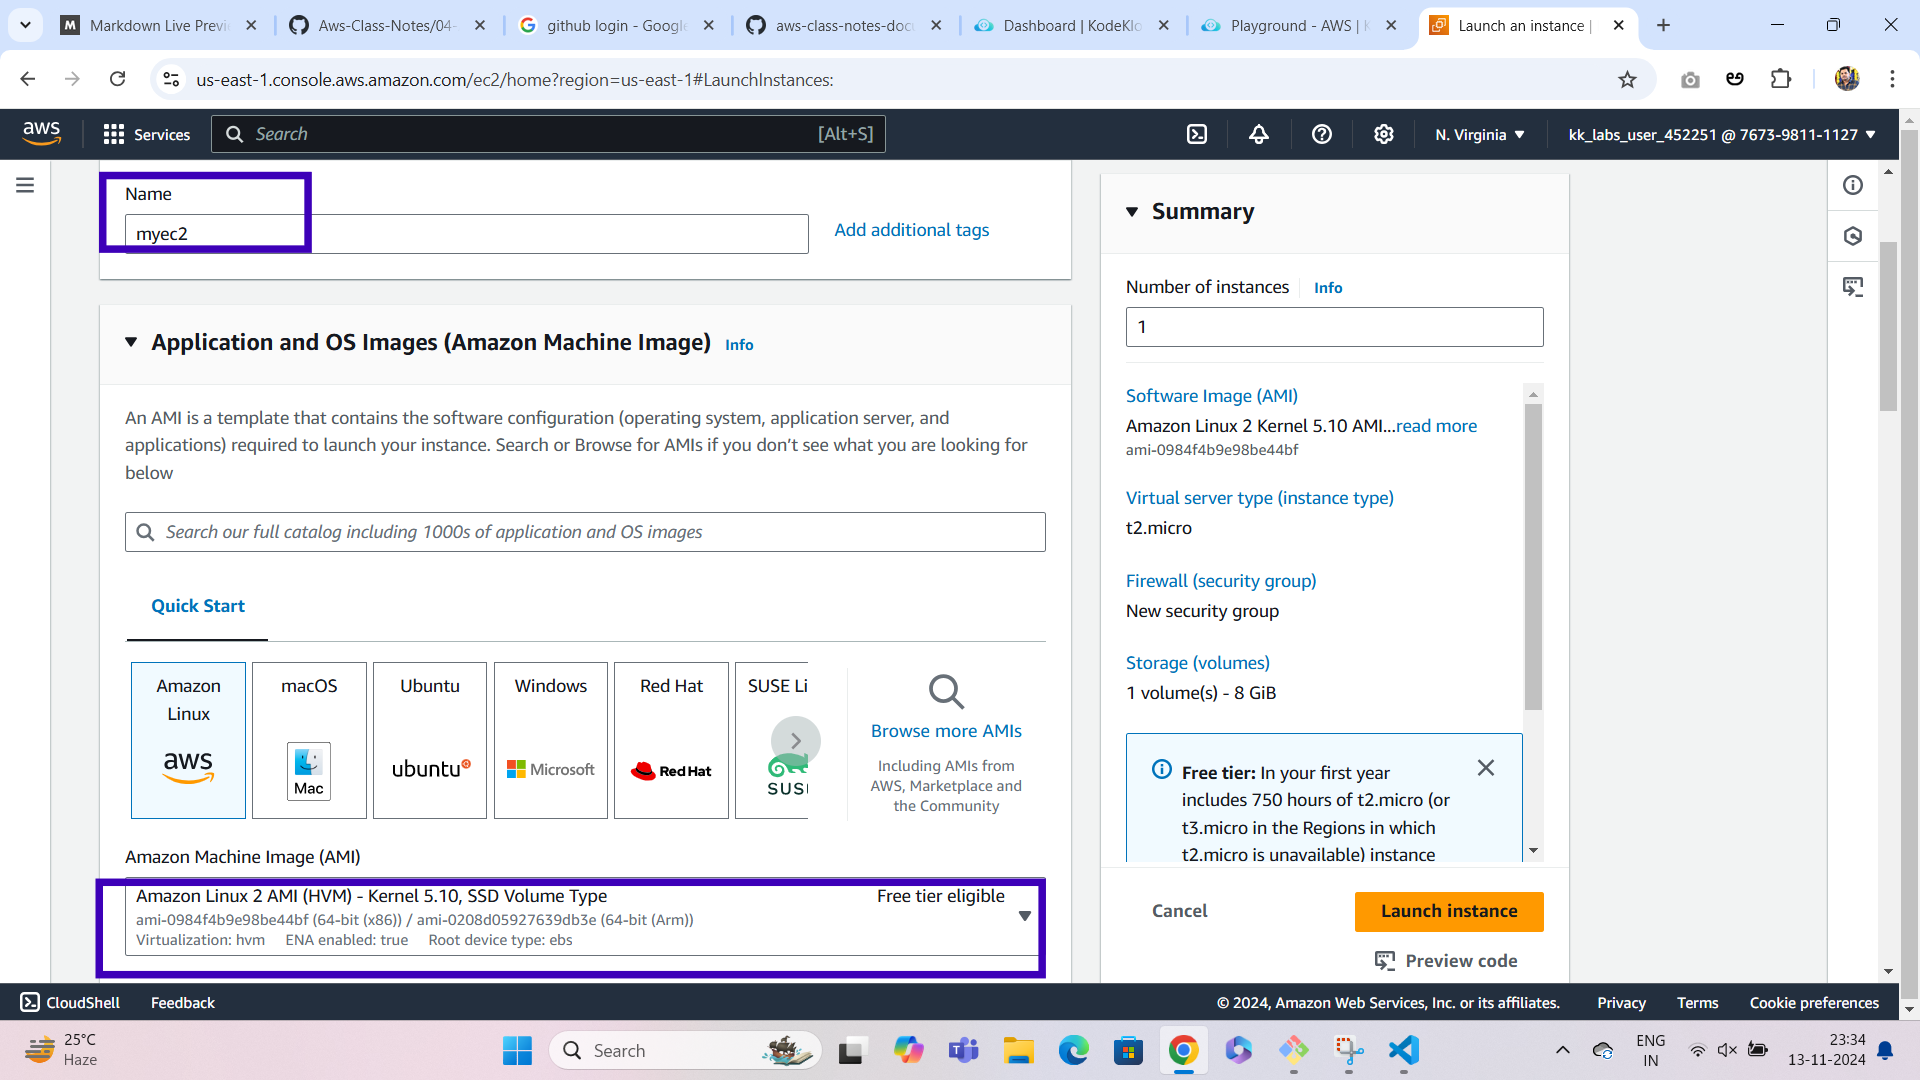 Markdown Live Previ
Aws-Class-Notes/04-
github login - Google
aws-class-notes-docu
Dashboard | KodeKlo
Playground - AWS | K
Launch an instance |
us-east-1.console.aws.amazon.com/ec2/home?region=us-east-1#LaunchInstances:
aws
Services
Search
[Alt+S]
N. Virginia
kk_labs_user_452251 @ 7673-9811-1127
Name
myec2
Add additional tags
Application and OS Images (Amazon Machine Image) Info
An AMI is a template that contains the software configuration (operating system, application server, and
applications) required to launch your instance. Search or Browse for AMIs if you don’t see what you are looking for
below
Search our full catalog including 1000s of application and OS images
Quick Start
Amazon
Linux
aws
macOS
Mac
Ubuntu
ubuntu
Windows
Microsoft
Red Hat
Red Hat
SUSE Li
SUS
Browse more AMIs
Including AMIs from
AWS, Marketplace and
the Community
Amazon Machine Image (AMI)
Amazon Linux 2 AMI (HVM) - Kernel 5.10, SSD Volume Type
Free tier eligible
ami-0984f4b9e98be44bf (64-bit (x86)) / ami-0208d05927639db3e (64-bit (Arm))
Virtualization: hvm ENA enabled: true Root device type: ebs
Summary
Number of instances Info
1
Software Image (AMI)
Amazon Linux 2 Kernel 5.10 AMI...read more
ami-0984f4b9e98be44bf
Virtual server type (instance type)
t2.micro
Firewall (security group)
New security group
Storage (volumes)
1 volume(s) - 8 GiB
Free tier: In your first year
includes 750 hours of t2.micro (or
t3.micro in the Regions in which
t2.micro is unavailable) instance
Cancel
Launch instance
Preview code
CloudShell
Feedback
© 2024, Amazon Web Services, Inc. or its affiliates.
Privacy
Terms
Cookie preferences
25°C
Haze
Search
ENG
IN
23:34
13-11-2024